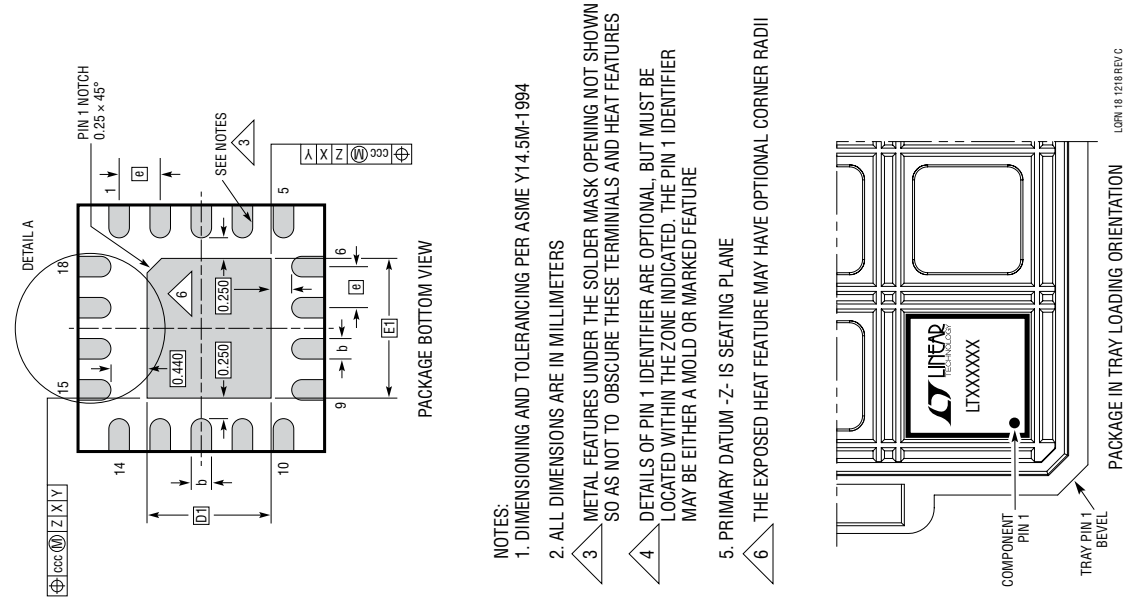 DETAIL A
PIN 1 NOTCH
0.25 × 45°
SEE NOTES
3
1
e
5
18
15
14
10
9
6
6
0.440
0.250
0.250
b
b
e
D1
E1
⌖ ccc Ⓜ Z X Y
⌖ ccc Ⓜ Z X Y
PACKAGE BOTTOM VIEW
NOTES:
1. DIMENSIONING AND TOLERANCING PER ASME Y14.5M-1994
2. ALL DIMENSIONS ARE IN MILLIMETERS
3 METAL FEATURES UNDER THE SOLDER MASK OPENING NOT SHOWN
SO AS NOT TO OBSCURE THESE TERMINALS AND HEAT FEATURES
4 DETAILS OF PIN 1 IDENTIFIER ARE OPTIONAL, BUT MUST BE
LOCATED WITHIN THE ZONE INDICATED. THE PIN 1 IDENTIFIER
MAY BE EITHER A MOLD OR MARKED FEATURE
5. PRIMARY DATUM -Z- IS SEATING PLANE
6 THE EXPOSED HEAT FEATURE MAY HAVE OPTIONAL CORNER RADII
LINEAR
TECHNOLOGY
LTXXXXXX
COMPONENT
PIN 1
TRAY PIN 1
BEVEL
PACKAGE IN TRAY LOADING ORIENTATION
LQFN 18 1218 REV C